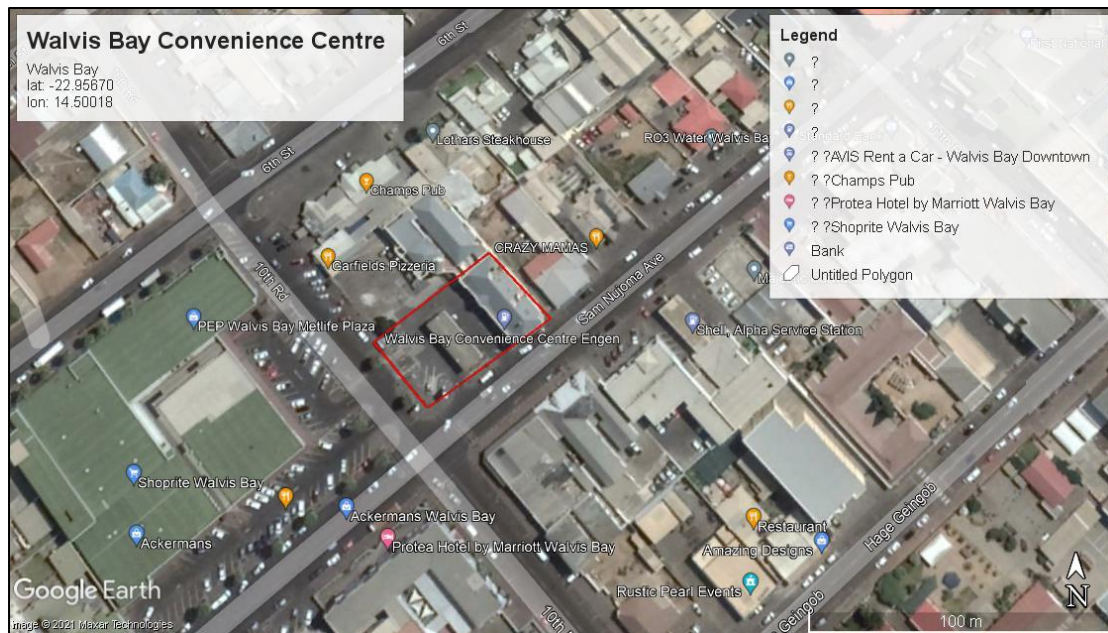 Walvis Bay Convenience Centre
Walvis Bay
lat: -22.95670
lon: 14.50018
Legend
?
?
?
?
? ?AVIS Rent a Car - Walvis Bay Downtown
? ?Champs Pub
? ?Protea Hotel by Marriott Walvis Bay
? ?Shoprite Walvis Bay
Bank
Untitled Polygon
First National
6th St
Lothars Steakhouse
RO3 Water Walvis Ba
6th St
Champs Pub
CRAZY MAMAS
Garfields Pizzeria
10th Rd
Sam Nujoma Ave
PEP Walvis Bay Metlife Plaza
Shell, Alpha Service Station
Walvis Bay Convenience Centre Engen
Shoprite Walvis Bay
Ackermans Walvis Bay
Ackermans
Protea Hotel by Marriott Walvis Bay
Restaurant
Amazing Designs
Hage Geingob
Rustic Pearl Events
Google Earth
N
10th
Geingob
100 m
Image © 2021 Maxar Technologies